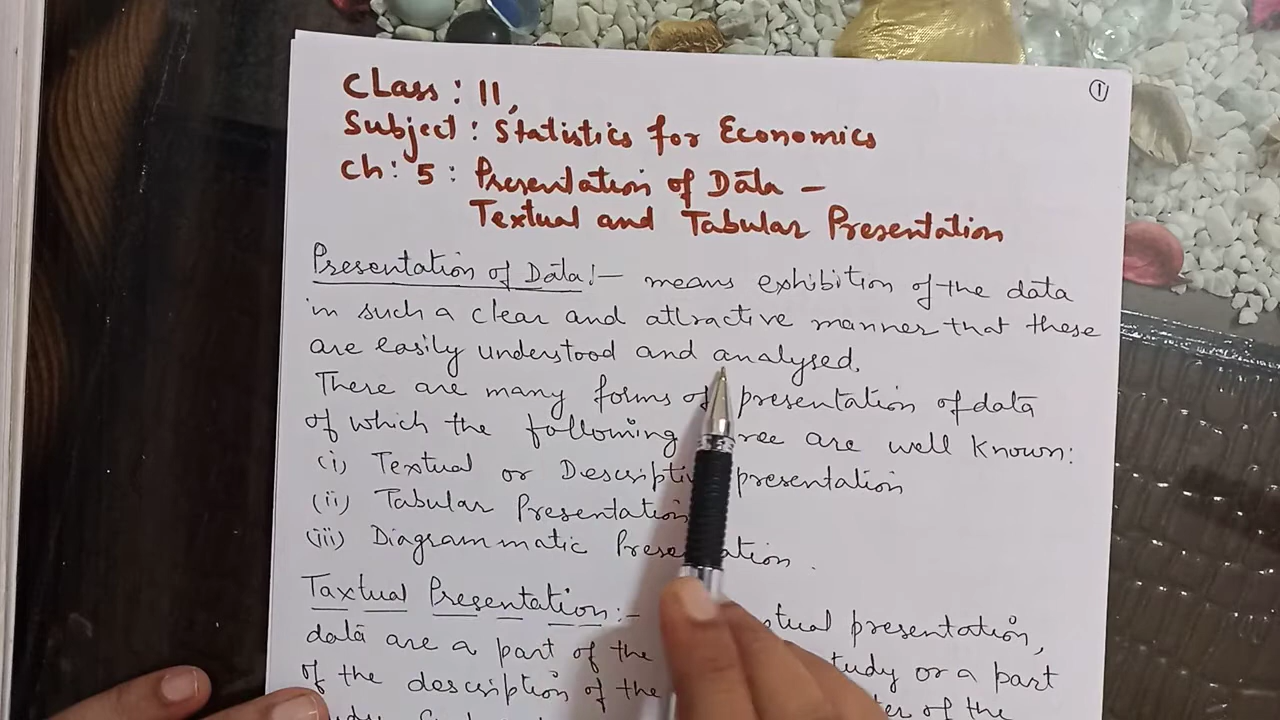 ①
Class : 11,
Subject : Statistics for Economics
Ch : 5 : Presentation of Data –
Textual and Tabular Presentation
Presentation of Data:– means exhibition of the data
in such a clear and attractive manner that these
are easily understood and analysed.
There are many forms of presentation of data
of which the following are well known:
(i) Textual or Descriptive presentation
(ii) Tabular Presentation
(iii) Diagrammatic Presentation.
Taxtual Presentation:– presentation,
data are a part of the study or a part
of the description of the
of the